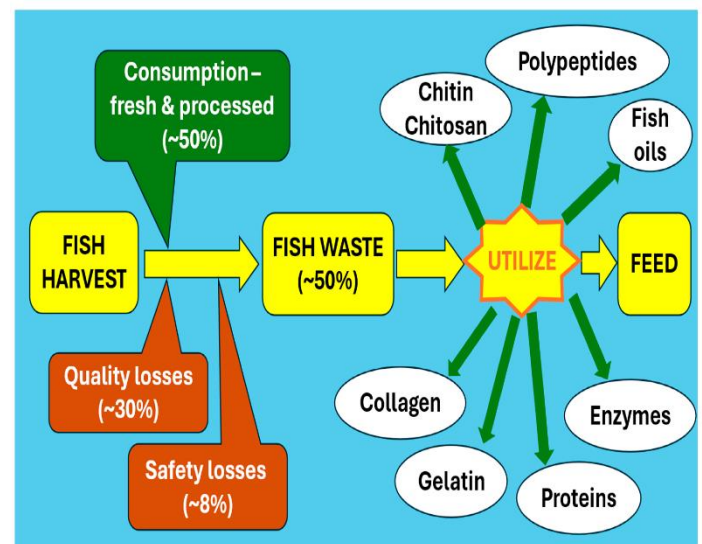 Consumption –
fresh & processed
(~50%)
Polypeptides
Chitin
Chitosan
Fish
oils
FISH
HARVEST
FISH WASTE
(~50%)
UTILIZE
FEED
Quality losses
(~30%)
Safety losses
(~8%)
Collagen
Gelatin
Proteins
Enzymes